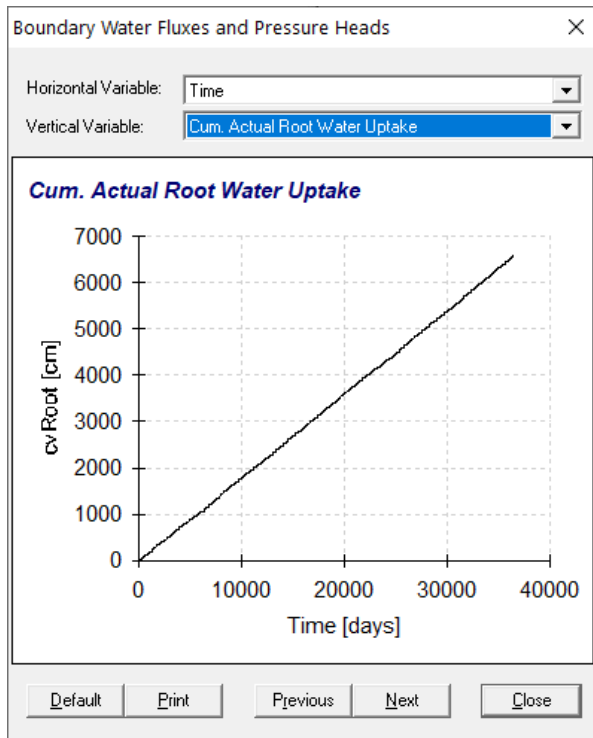 Boundary Water Fluxes and Pressure Heads
Horizontal Variable: Time
Vertical Variable: Cum. Actual Root Water Uptake
Cum. Actual Root Water Uptake
7000
6000
5000
4000
3000
2000
1000
0
cvRoot [cm]
0 10000 20000 30000 40000
Time [days]
Default Print Previous Next Close